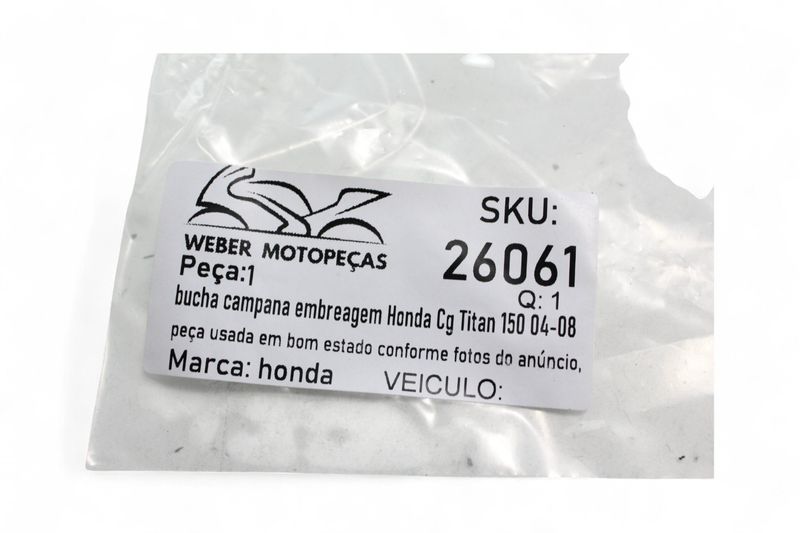 WEBER MOTOPEÇAS
SKU:
26061
Peça:1
Q: 1
bucha campana embreagem Honda Cg Titan 150 04-08
peça usada em bom estado conforme fotos do anúncio.
Marca: honda
VEICULO: